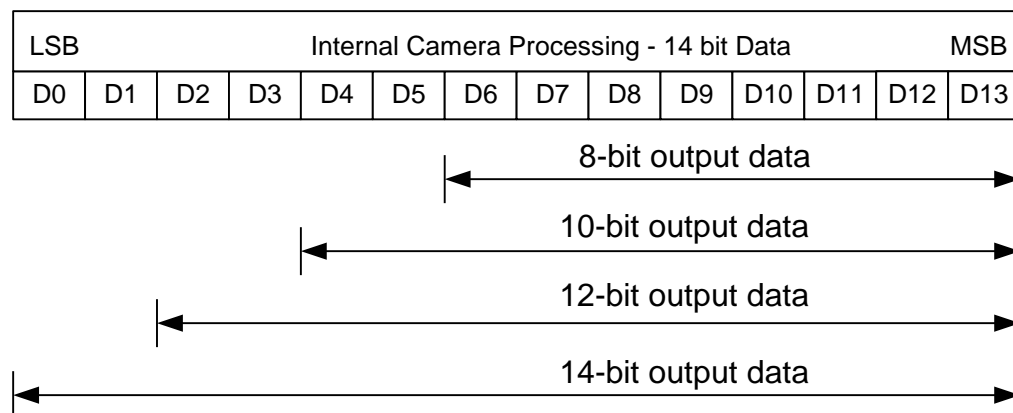 LSB Internal Camera Processing - 14 bit Data MSB
D0 D1 D2 D3 D4 D5 D6 D7 D8 D9 D10 D11 D12 D13
8-bit output data
10-bit output data
12-bit output data
14-bit output data